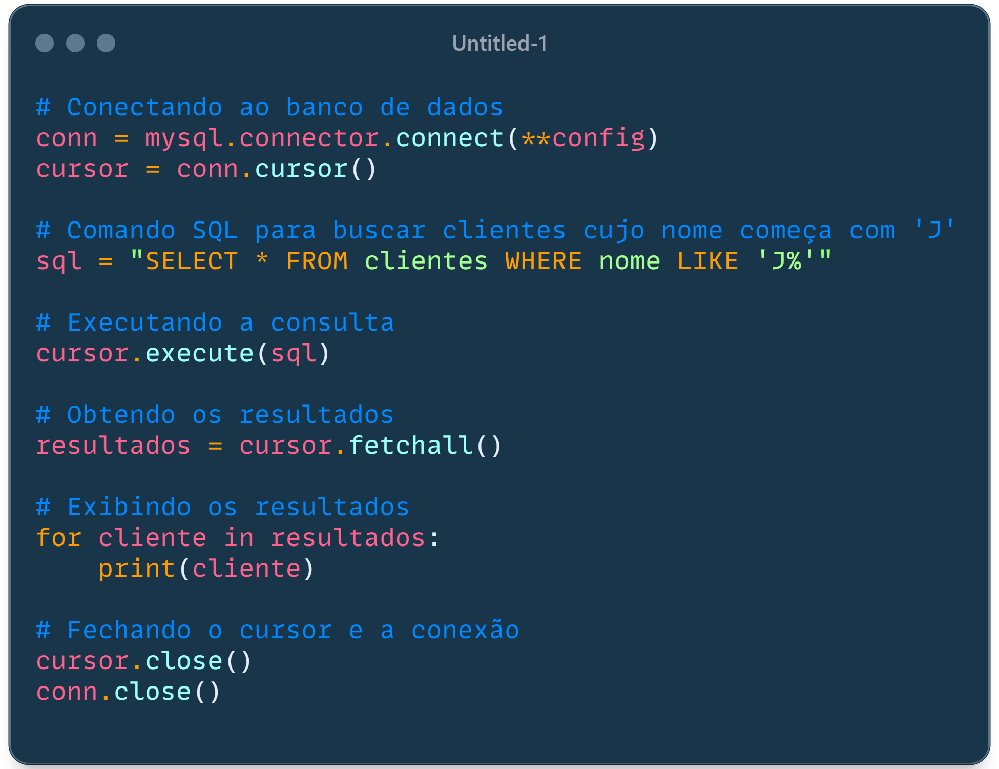 Untitled-1
# Conectando ao banco de dados
conn = mysql.connector.connect(**config)
cursor = conn.cursor()
# Comando SQL para buscar clientes cujo nome começa com 'J'
sql = "SELECT * FROM clientes WHERE nome LIKE 'J%'"
# Executando a consulta
cursor.execute(sql)
# Obtendo os resultados
resultados = cursor.fetchall()
# Exibindo os resultados
for cliente in resultados:
    print(cliente)
# Fechando o cursor e a conexão
cursor.close()
conn.close()